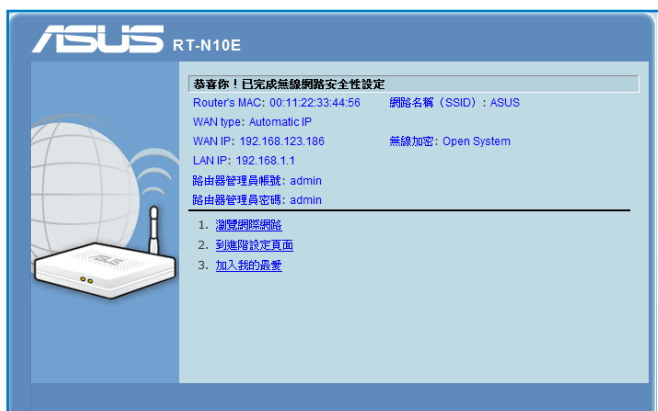 ASUS RT-N10E
恭喜你！已完成無線網路安全性設定
Router's MAC: 00:11:22:33:44:56 網路名稱（SSID）: ASUS
WAN type: Automatic IP
WAN IP: 192.168.123.186 無線加密: Open System
LAN IP: 192.168.1.1
路由器管理員帳號: admin
路由器管理員密碼: admin
1. 瀏覽網際網路
2. 到進階設定頁面
3. 加入我的最愛
ASUS